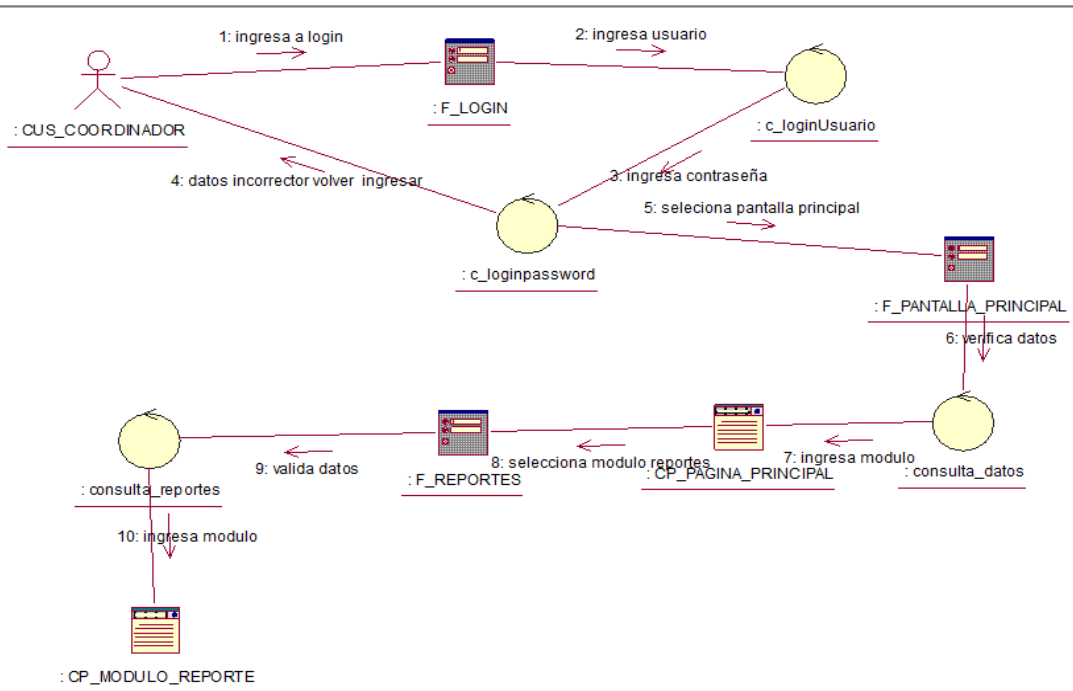 1: ingresa a login
2: ingresa usuario
: F_LOGIN
: CUS_COORDINADOR
: c_loginUsuario
4: datos incorrector volver ingresar
3: ingresa contraseña
5: seleciona pantalla principal
: c_loginpassword
: F_PANTALLA_PRINCIPAL
6: verifica datos
9: valida datos
8: selecciona modulo reportes
7: ingresa modulo
: consulta_reportes
: F_REPORTES
: CP_PAGINA_PRINCIPAL
: consulta_datos
10: ingresa modulo
: CP_MODULO_REPORTE